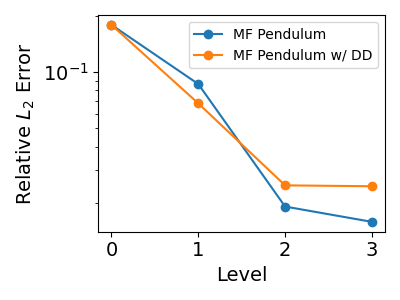 MF Pendulum
MF Pendulum w/ DD
10⁻¹
Relative L₂ Error
0 1 2 3
Level